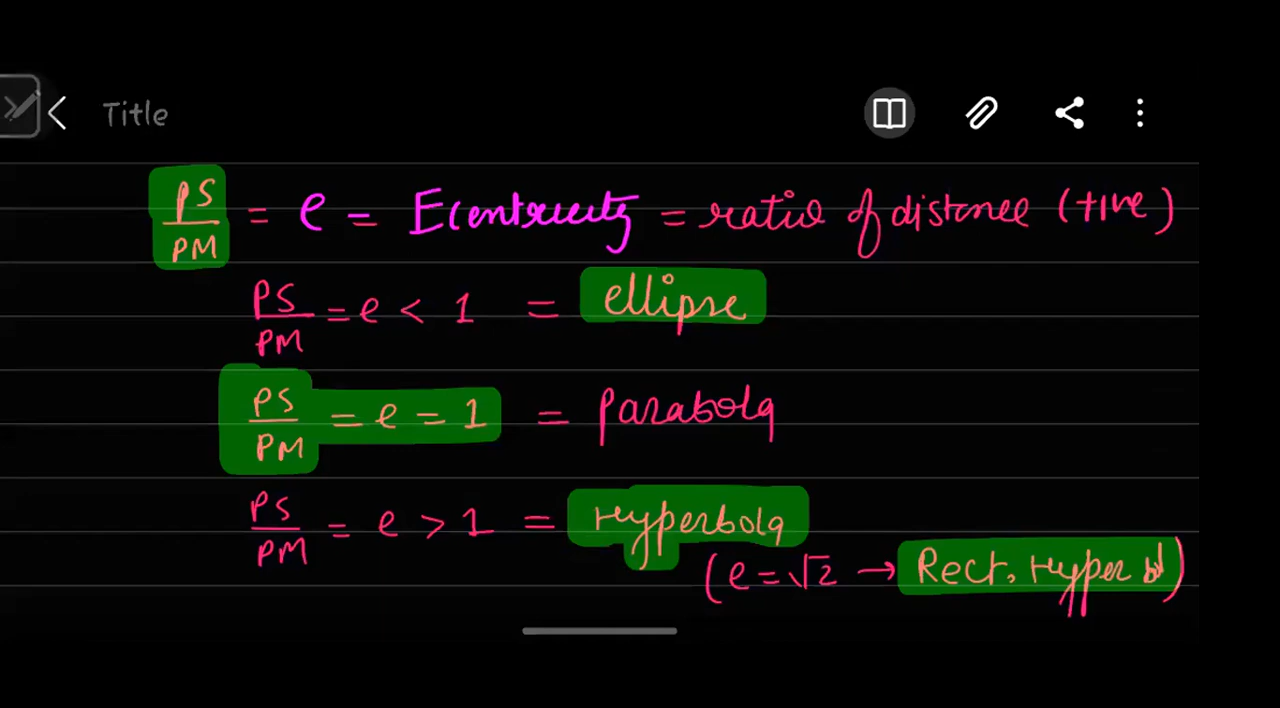 Title
PS/PM = e = Eccentricity = ratio of distance (+ive)
PS/PM = e < 1 = ellipse
PS/PM = e = 1 = Parabola
PS/PM = e > 1 = Hyperbola
(e = √2 → Rect. Hyperbol)